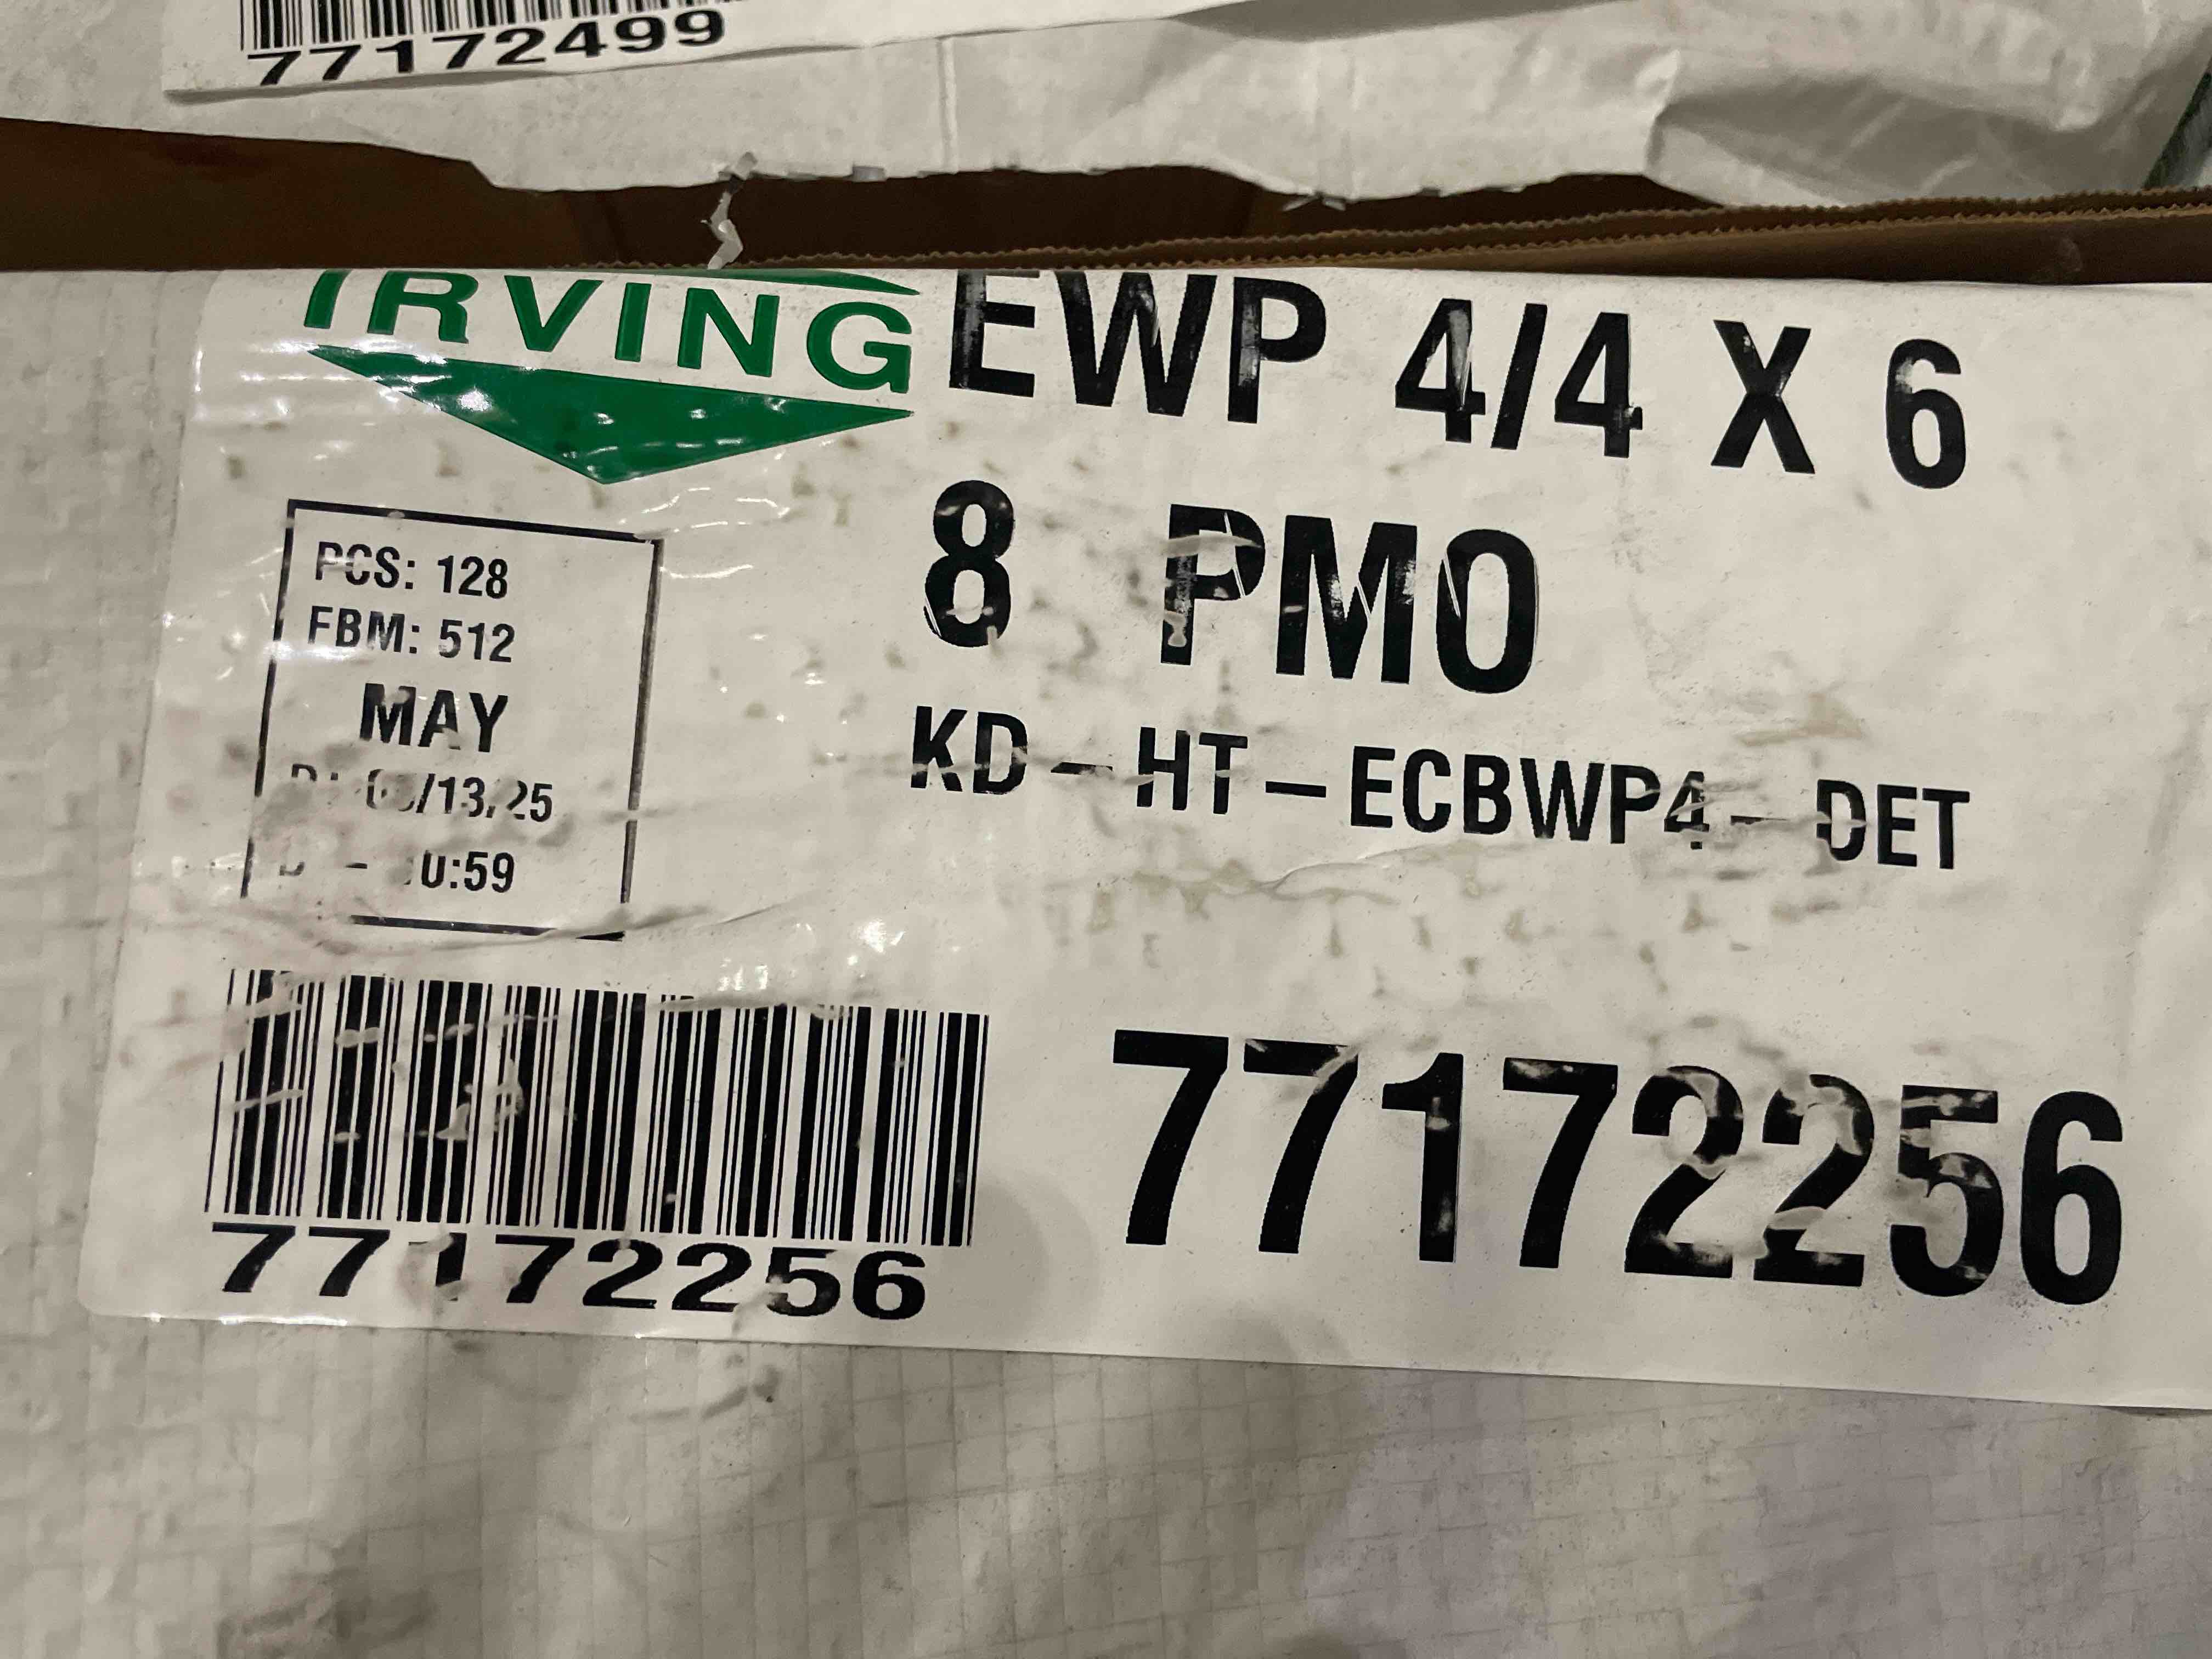 77172499
IRVING
EWP 4/4 X 6
8 PMO
KD-HT-ECBWP4-DET
PCS: 128
FBM: 512
MAY
77172256
77172256